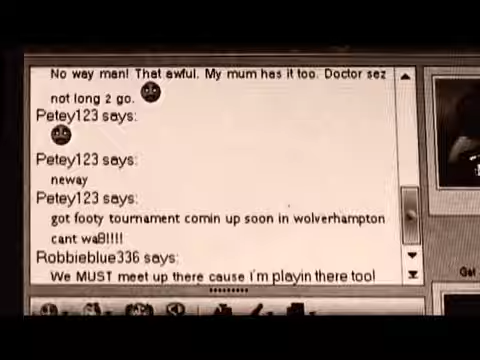 No way man! That awful. My mum has it too. Doctor sez
not long 2 go.
Petey123 says:
Petey123 says:
neway
Petey123 says:
got footy tournament comin up soon in wolverhampton
cant wa8!!!!
Robbieblue336 says:
We MUST meet up there cause i'm playin there too!
Get